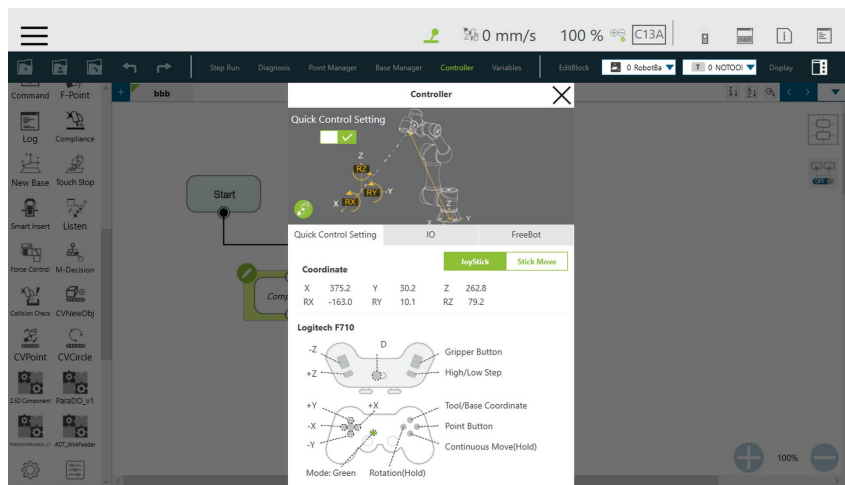 0 mm/s 100 % C13A
Step Run Diagnosis Point Manager Base Manager Controller Variables EditBlock 0 RobotBa T 0 NOTOOL Display
Command F-Point
+ bbb
Log Compliance
New Base Touch Stop
Smart Insert Listen
Force Control M-Decision
Collision Check CVNewObj
CVPoint CVCircle
2.5D Component ParaDO_v1
ADT_WireFeeder
Start
Comp
OFF
Controller
Quick Control Setting
Z
RZ
X RX RY Y
Z
X Y
Quick Control Setting IO FreeBot
Coordinate
JoyStick Stick Move
X 375.2 Y 30.2 Z 262.8
RX -163.0 RY 10.1 RZ 79.2
Logitech F710
-Z D Gripper Button
+Z High/Low Step
+Y +X Tool/Base Coordinate
-X Point Button
-Y Continuous Move(Hold)
Mode: Green Rotation(Hold)
100%